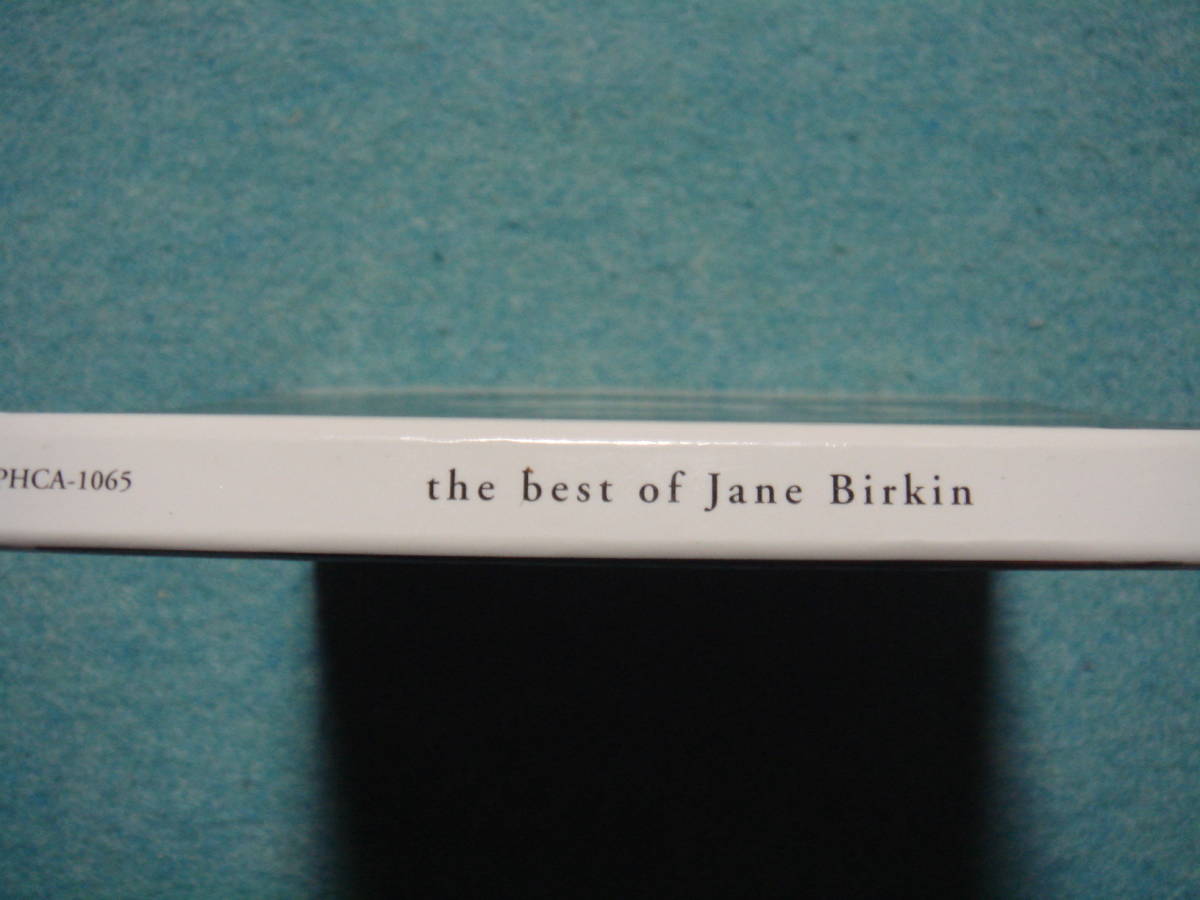 PHCA-1065
the best of Jane Birkin